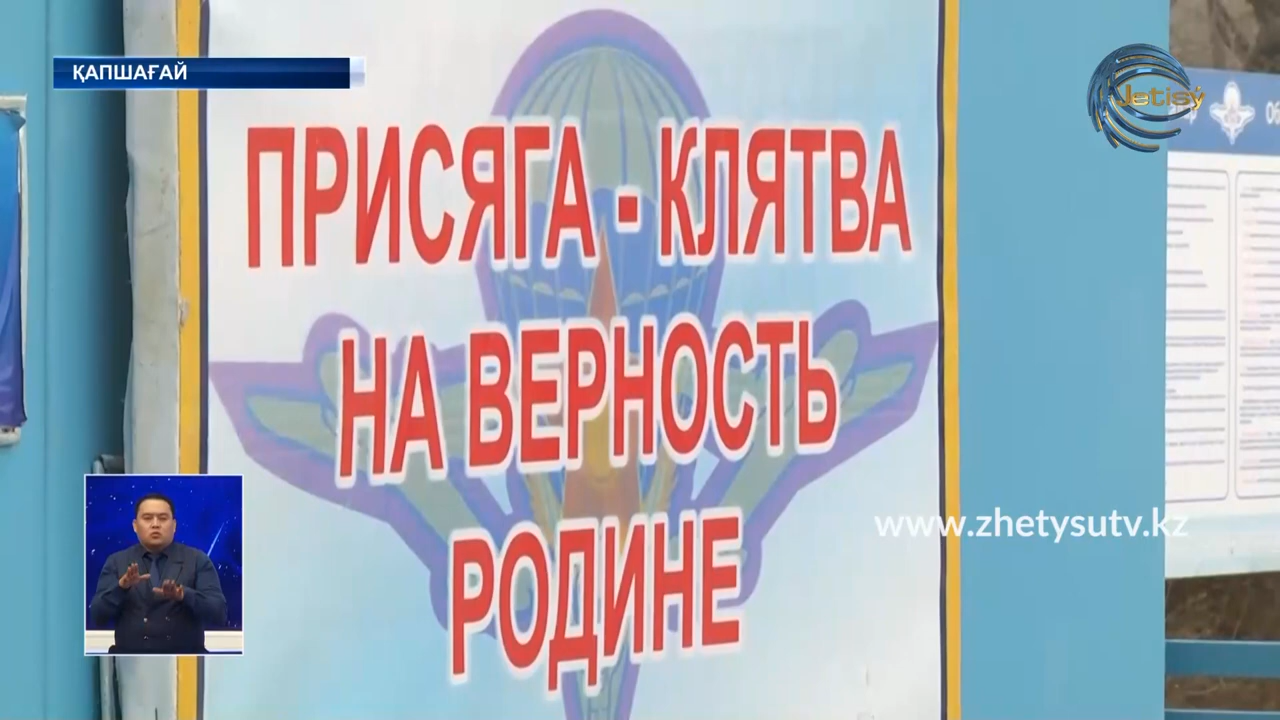 ҚАПШАҒАЙ
Jetisý
ПРИСЯГА - КЛЯТВА
НА ВЕРНОСТЬ
РОДИНЕ
www.zhetysutv.kz